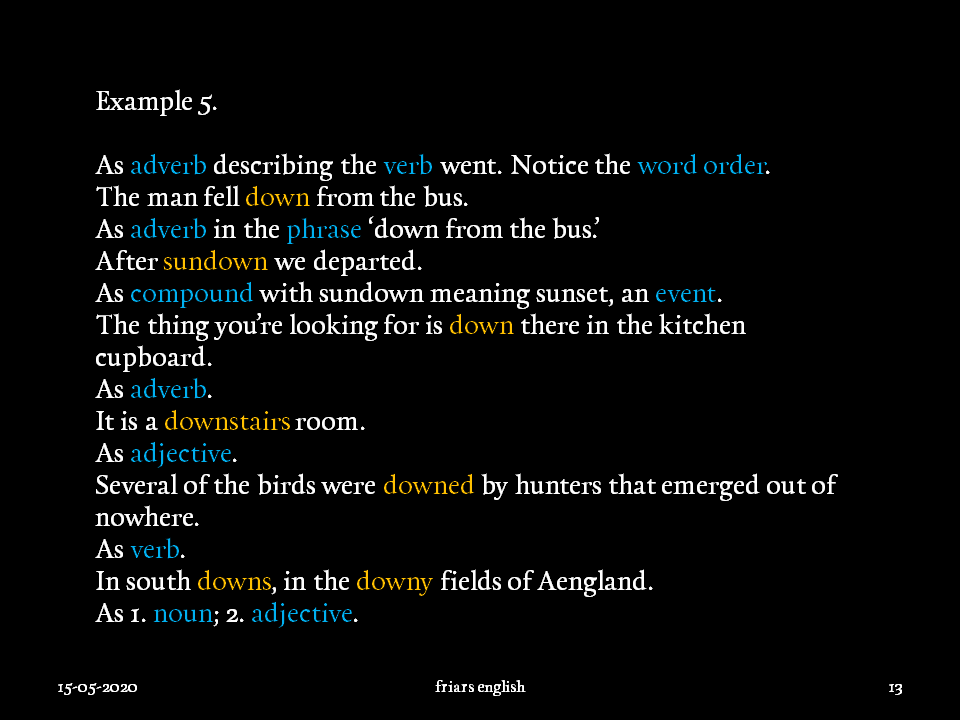 Example 5.
As adverb describing the verb went. Notice the word order.
The man fell down from the bus.
As adverb in the phrase ‘down from the bus.’
After sundown we departed.
As compound with sundown meaning sunset, an event.
The thing you’re looking for is down there in the kitchen
cupboard.
As adverb.
It is a downstairs room.
As adjective.
Several of the birds were downed by hunters that emerged out of
nowhere.
As verb.
In south downs, in the downy fields of Aengland.
As 1. noun; 2. adjective.
15-05-2020
friars english
13